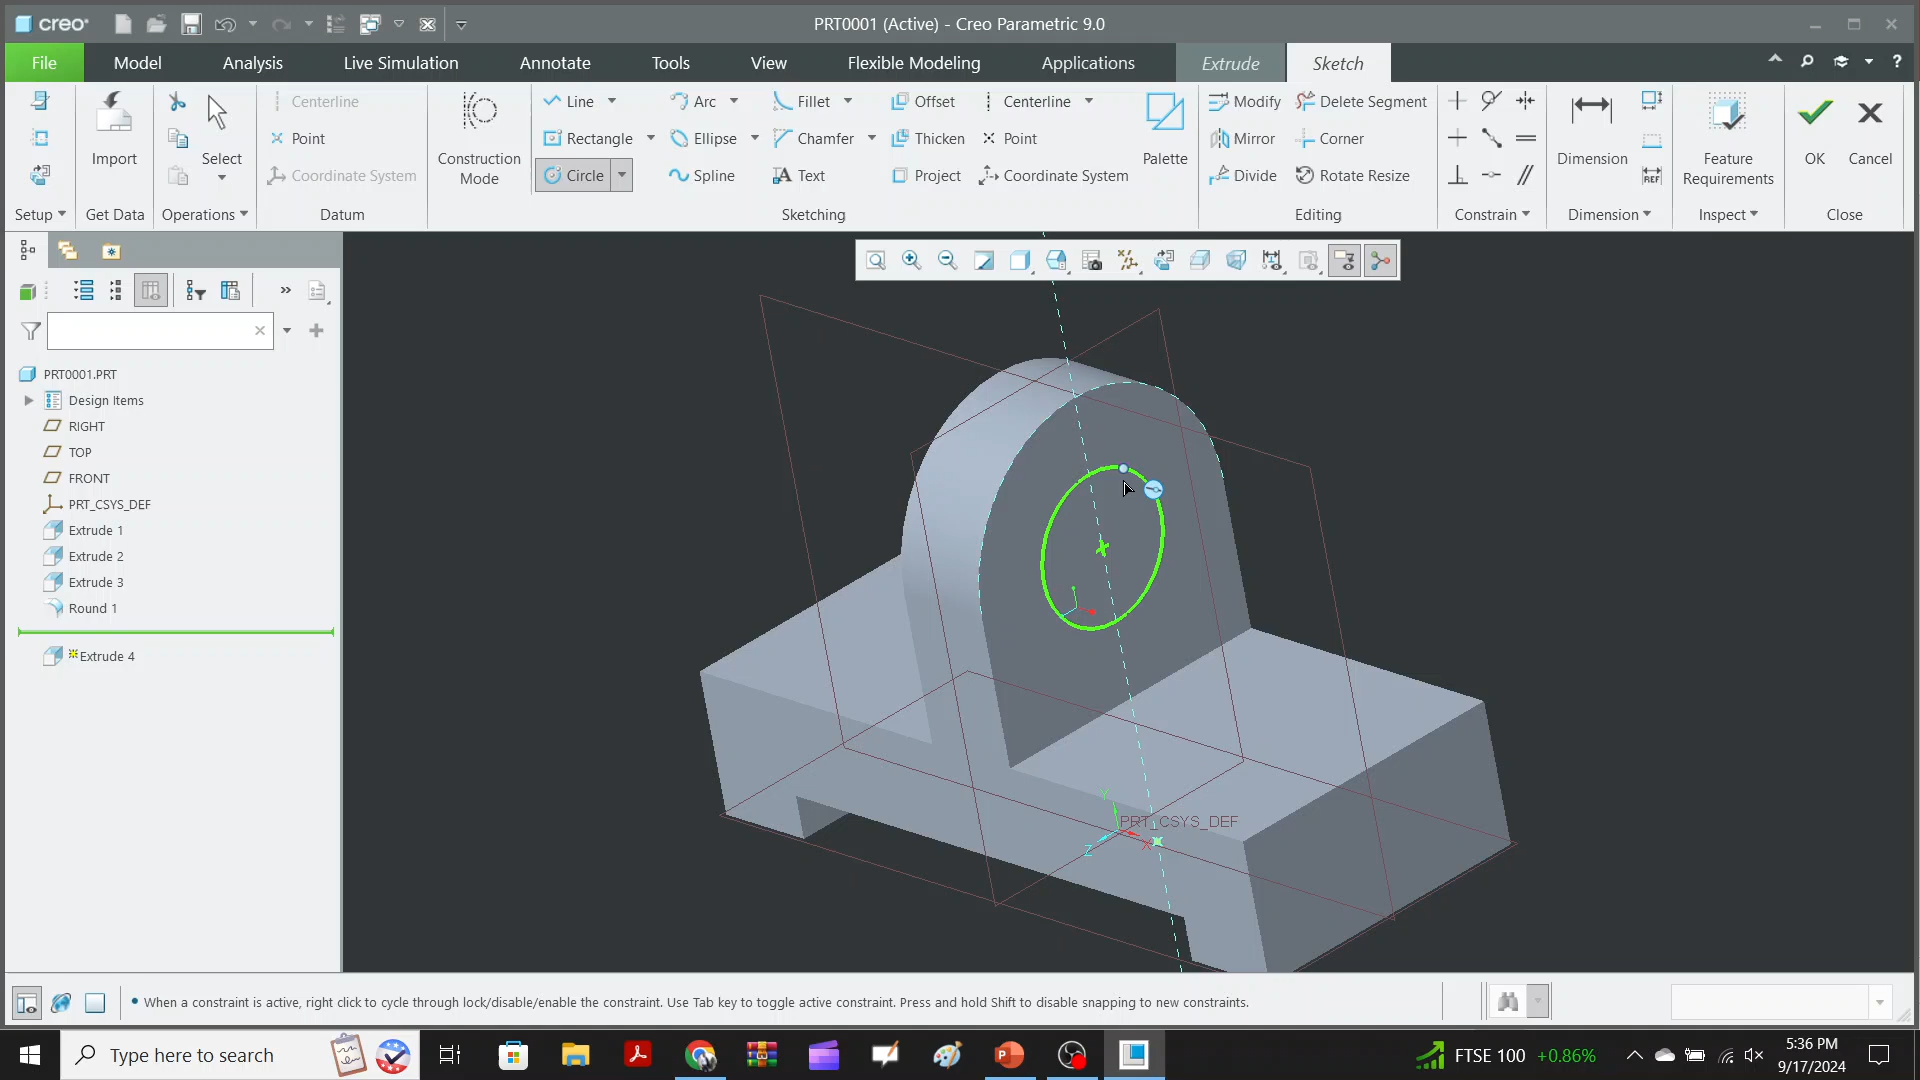 creo
PRT0001 (Active) - Creo Parametric 9.0
File Model Analysis Live Simulation Annotate Tools View Flexible Modeling Applications Extrude Sketch
Centerline Line Arc Fillet Offset Centerline Modify Delete Segment
Point Rectangle Ellipse Chamfer Thicken Point Mirror Corner
Import Select Construction Mode Palette Dimension Feature Requirements OK Cancel
Coordinate System Circle Spline Text Project Coordinate System Divide Rotate Resize
REF
Setup Get Data Operations Datum Sketching Editing Constrain Dimension Inspect Close
PRT0001.PRT
Design Items
RIGHT
TOP
FRONT
PRT_CSYS_DEF
Extrude 1
Extrude 2
Extrude 3
Round 1
Extrude 4
Y
PRT_CSYS_DEF
X
Z
• When a constraint is active, right click to cycle through lock/disable/enable the constraint. Use Tab key to toggle active constraint. Press and hold Shift to disable snapping to new constraints.
Type here to search
FTSE 100 +0.86%
5:36 PM
9/17/2024